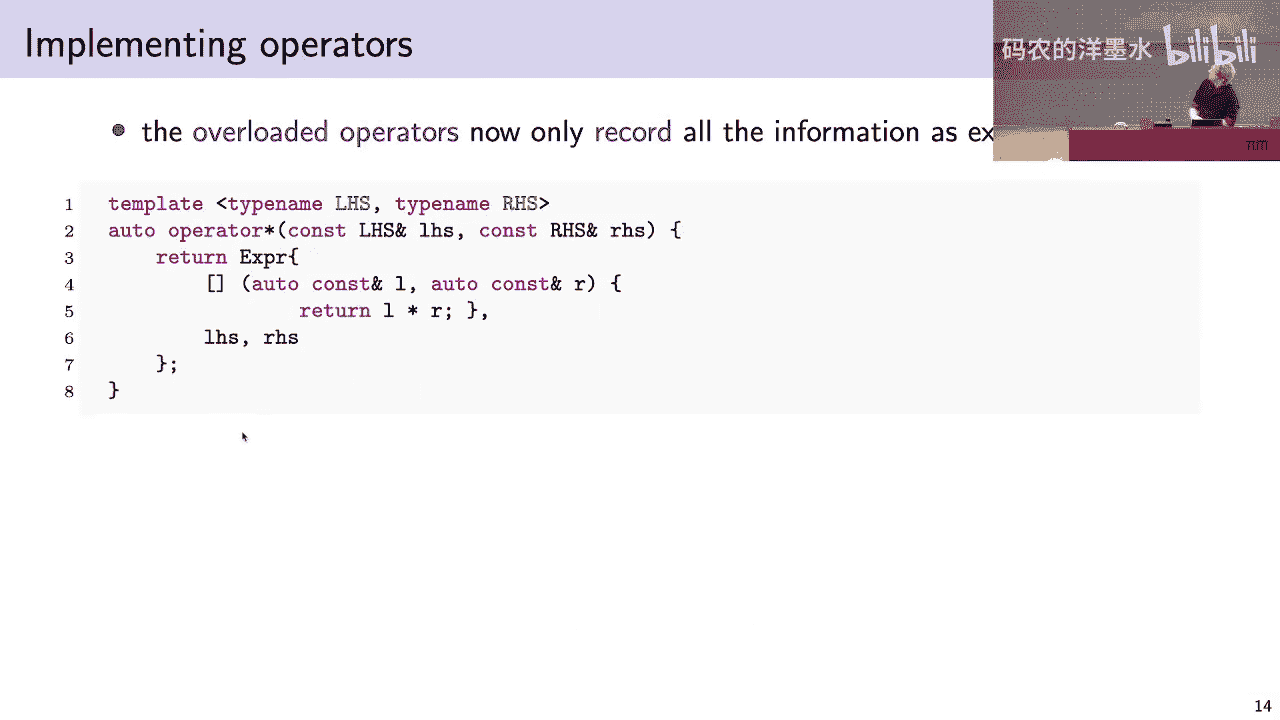 Implementing operators
码农的洋墨水 bilibili
the overloaded operators now only record all the information as ex
1 template <typename LHS, typename RHS>
2 auto operator*(const LHS& lhs, const RHS& rhs) {
3 return Expr{
4 [] (auto const& l, auto const& r) {
5 return l * r; },
6 lhs, rhs
7 };
8 }
14